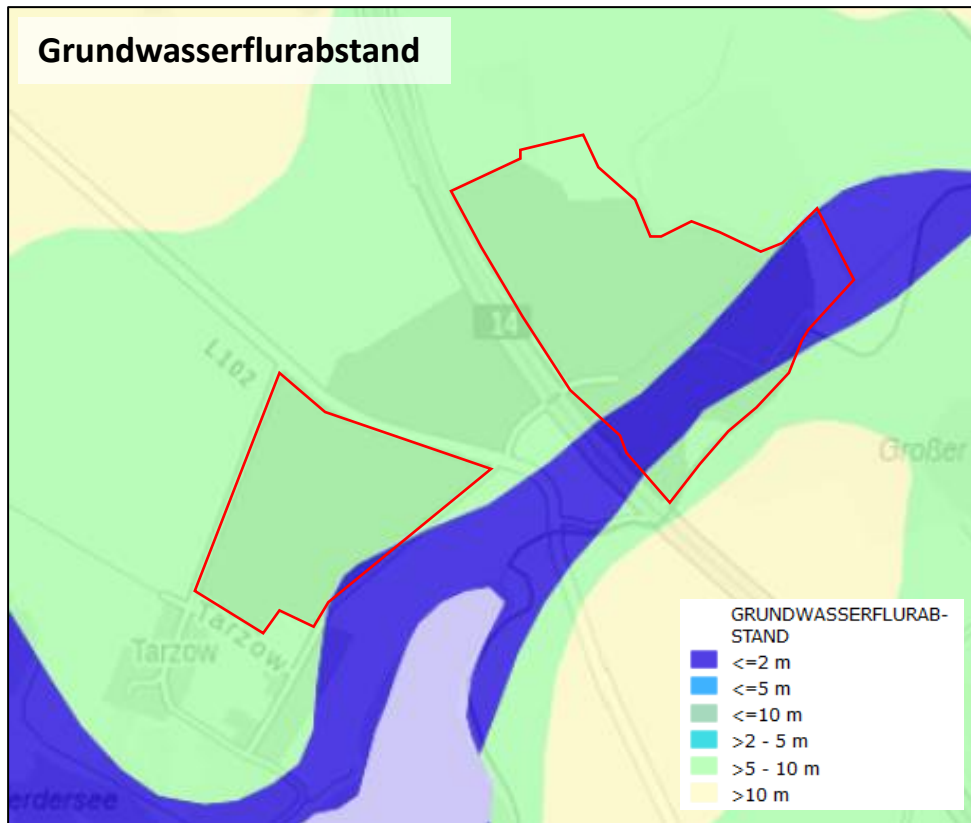 Grundwasserflurabstand
14
L102
Großer
Tarzow
Tarzow
erdersee
GRUNDWASSERFLURAB-
STAND
<=2 m
<=5 m
<=10 m
>2 - 5 m
>5 - 10 m
>10 m